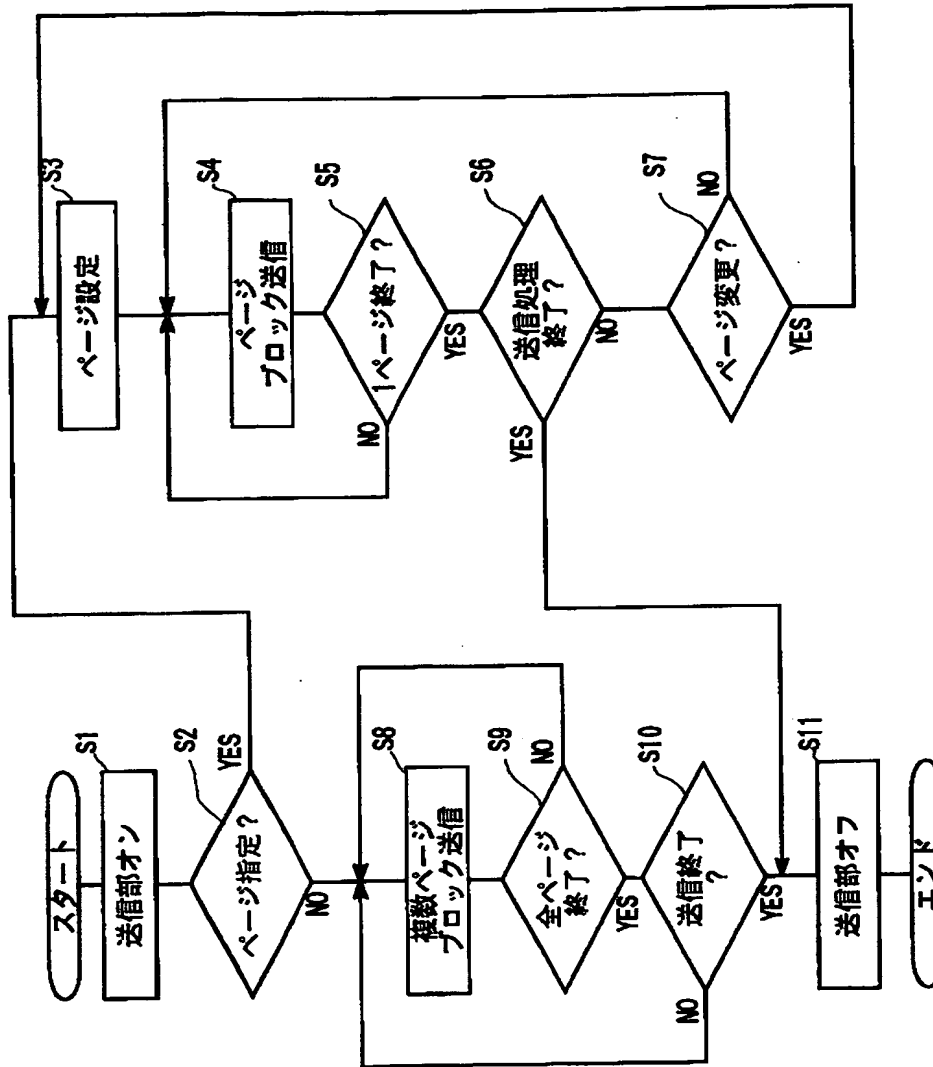 スタート
S1
送信部オン
S2
ページ指定?
YES
NO
S3
ページ設定
S4
ページ
ブロック送信
S5
1ページ終了?
NO
YES
S6
送信処理
終了?
YES
NO
S7
ページ変更?
NO
YES
S8
複数ページ
ブロック送信
S9
全ページ
終了?
NO
YES
S10
送信終了
?
NO
YES
S11
送信部オフ
エンド